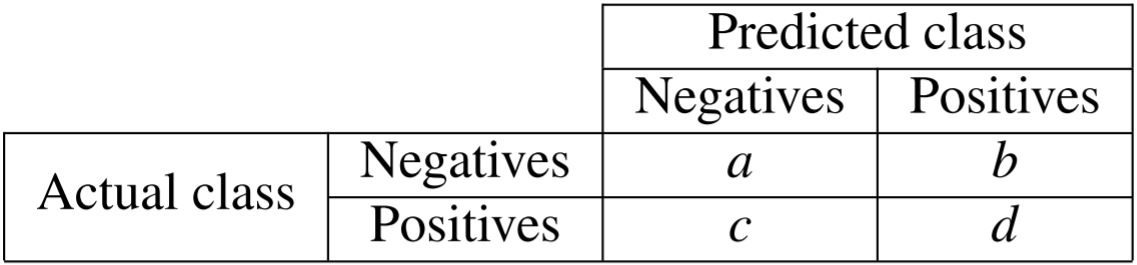 Predicted class
Negatives Positives
Actual class Negatives a b
Positives c d